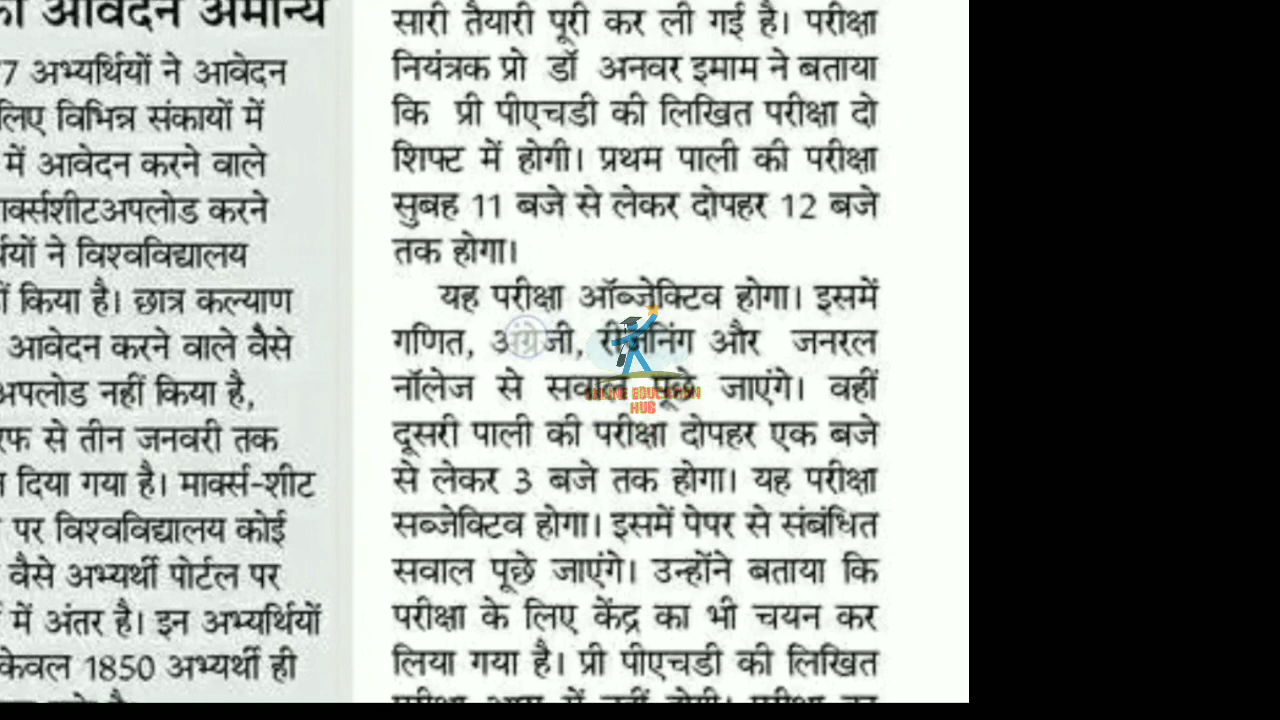 का आवेदन अमान्य
7 अभ्यर्थियों ने आवेदन
लिए विभिन्न संकायों में
में आवेदन करने वाले
मार्क्सशीटअपलोड करने
र्थियों ने विश्वविद्यालय
किया है। छात्र कल्याण
आवेदन करने वाले वैसे
अपलोड नहीं किया है,
रफ से तीन जनवरी तक
दिया गया है। मार्क्स-शीट
पर विश्वविद्यालय कोई
वैसे अभ्यर्थी पोर्टल पर
में अंतर है। इन अभ्यर्थियों
केवल 1850 अभ्यर्थी ही
सारी तैयारी पूरी कर ली गई है। परीक्षा
नियंत्रक प्रो डॉ अनवर इमाम ने बताया
कि प्री पीएचडी की लिखित परीक्षा दो
शिफ्ट में होगी। प्रथम पाली की परीक्षा
सुबह 11 बजे से लेकर दोपहर 12 बजे
तक होगा।
यह परीक्षा ऑब्जेक्टिव होगा। इसमें
गणित, अंग्रेजी, रीजनिंग और जनरल
नॉलेज से सवाल पूछे जाएंगे। वहीं
दूसरी पाली की परीक्षा दोपहर एक बजे
से लेकर 3 बजे तक होगा। यह परीक्षा
सब्जेक्टिव होगा। इसमें पेपर से संबंधित
सवाल पूछे जाएंगे। उन्होंने बताया कि
परीक्षा के लिए केंद्र का भी चयन कर
लिया गया है। प्री पीएचडी की लिखित
ONLINE EDUCATION
HUB